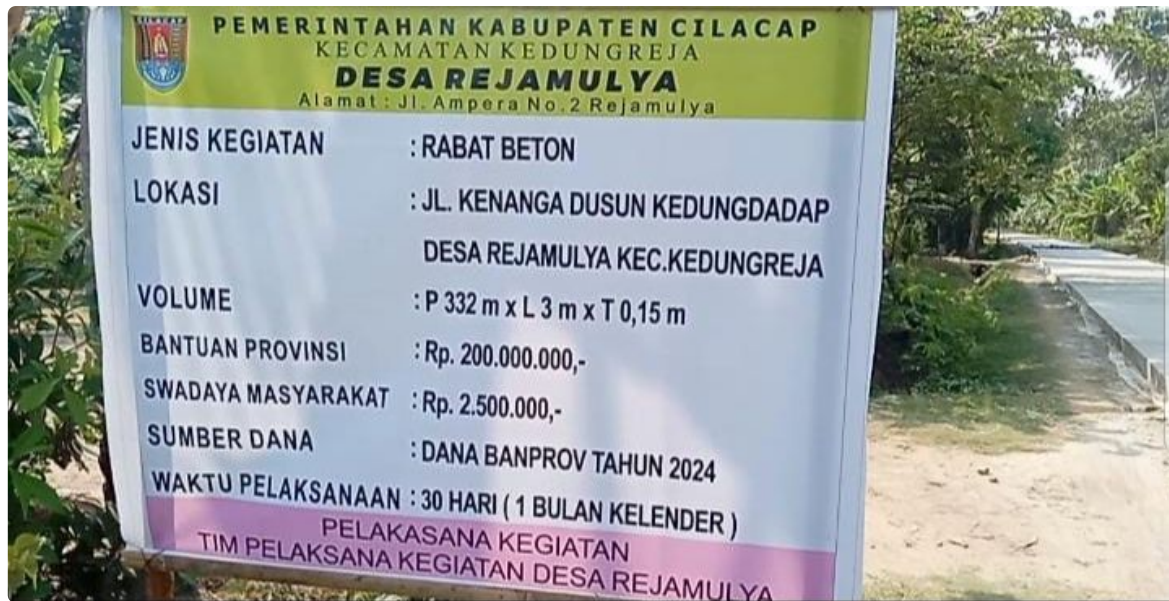 CILACAP
PEMERINTAHAN KABUPATEN CILACAP
KECAMATAN KEDUNGREJA
DESA REJAMULYA
Alamat : Jl. Ampera No.2 Rejamulya
JENIS KEGIATAN : RABAT BETON
LOKASI : JL. KENANGA DUSUN KEDUNGDADAP
DESA REJAMULYA KEC.KEDUNGREJA
VOLUME : P 332 m x L 3 m x T 0,15 m
BANTUAN PROVINSI : Rp. 200.000.000,-
SWADAYA MASYARAKAT : Rp. 2.500.000,-
SUMBER DANA : DANA BANPROV TAHUN 2024
WAKTU PELAKSANAAN : 30 HARI ( 1 BULAN KELENDER )
PELAKASANA KEGIATAN
TIM PELAKSANA KEGIATAN DESA REJAMULYA